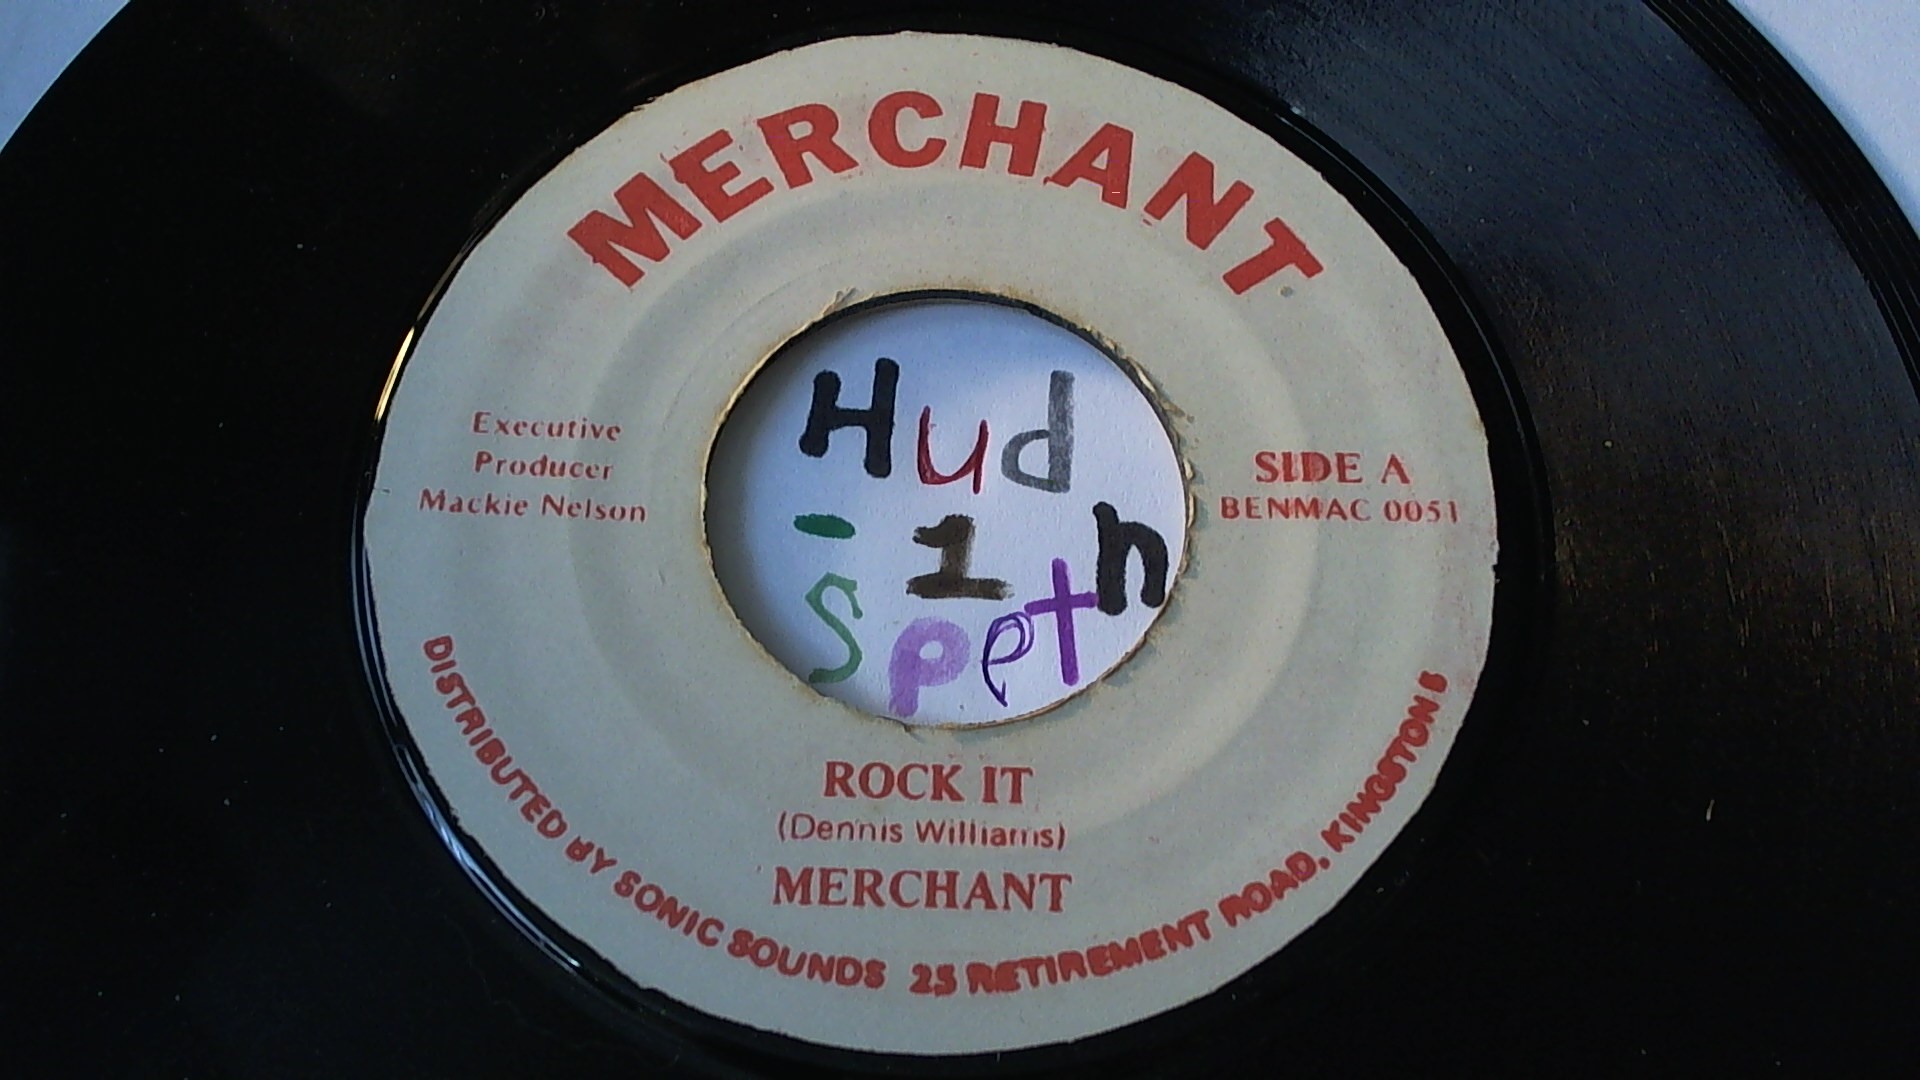 MERCHANT
Executive
Producer
Mackie Nelson
Hud
- 1
Speth
SIDE A
BENMAC 0051
ROCK IT
(Dennis Williams)
MERCHANT
DISTRIBUTED BY SONIC SOUNDS 25 RETIREMENT ROAD, KINGSTON 5